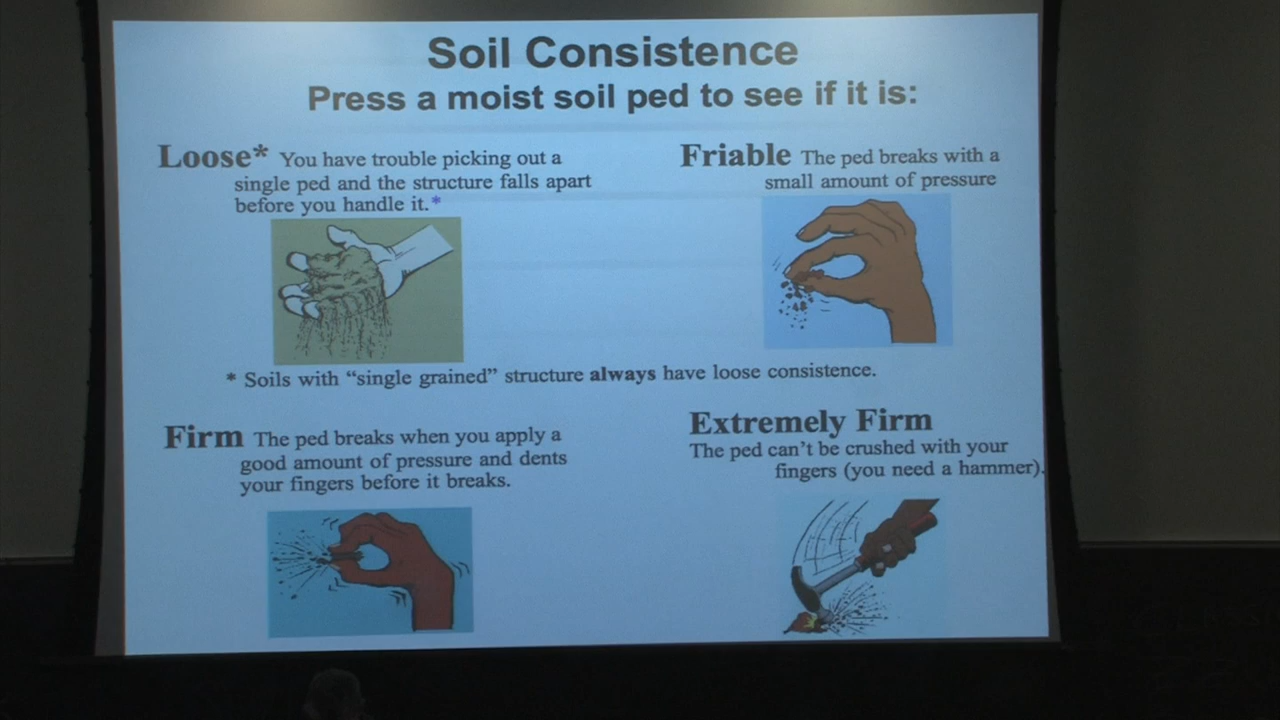 Soil Consistence
Press a moist soil ped to see if it is:
Loose* You have trouble picking out a
single ped and the structure falls apart
before you handle it.*
Friable The ped breaks with a
small amount of pressure
* Soils with “single grained” structure always have loose consistence.
Firm The ped breaks when you apply a
good amount of pressure and dents
your fingers before it breaks.
Extremely Firm
The ped can’t be crushed with your
fingers (you need a hammer).